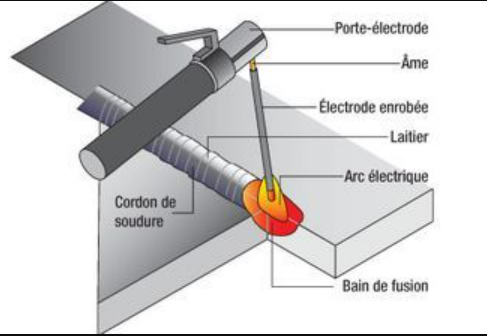 Porte-électrode
Âme
Électrode enrobée
Laitier
Arc électrique
Cordon de
soudure
Bain de fusion